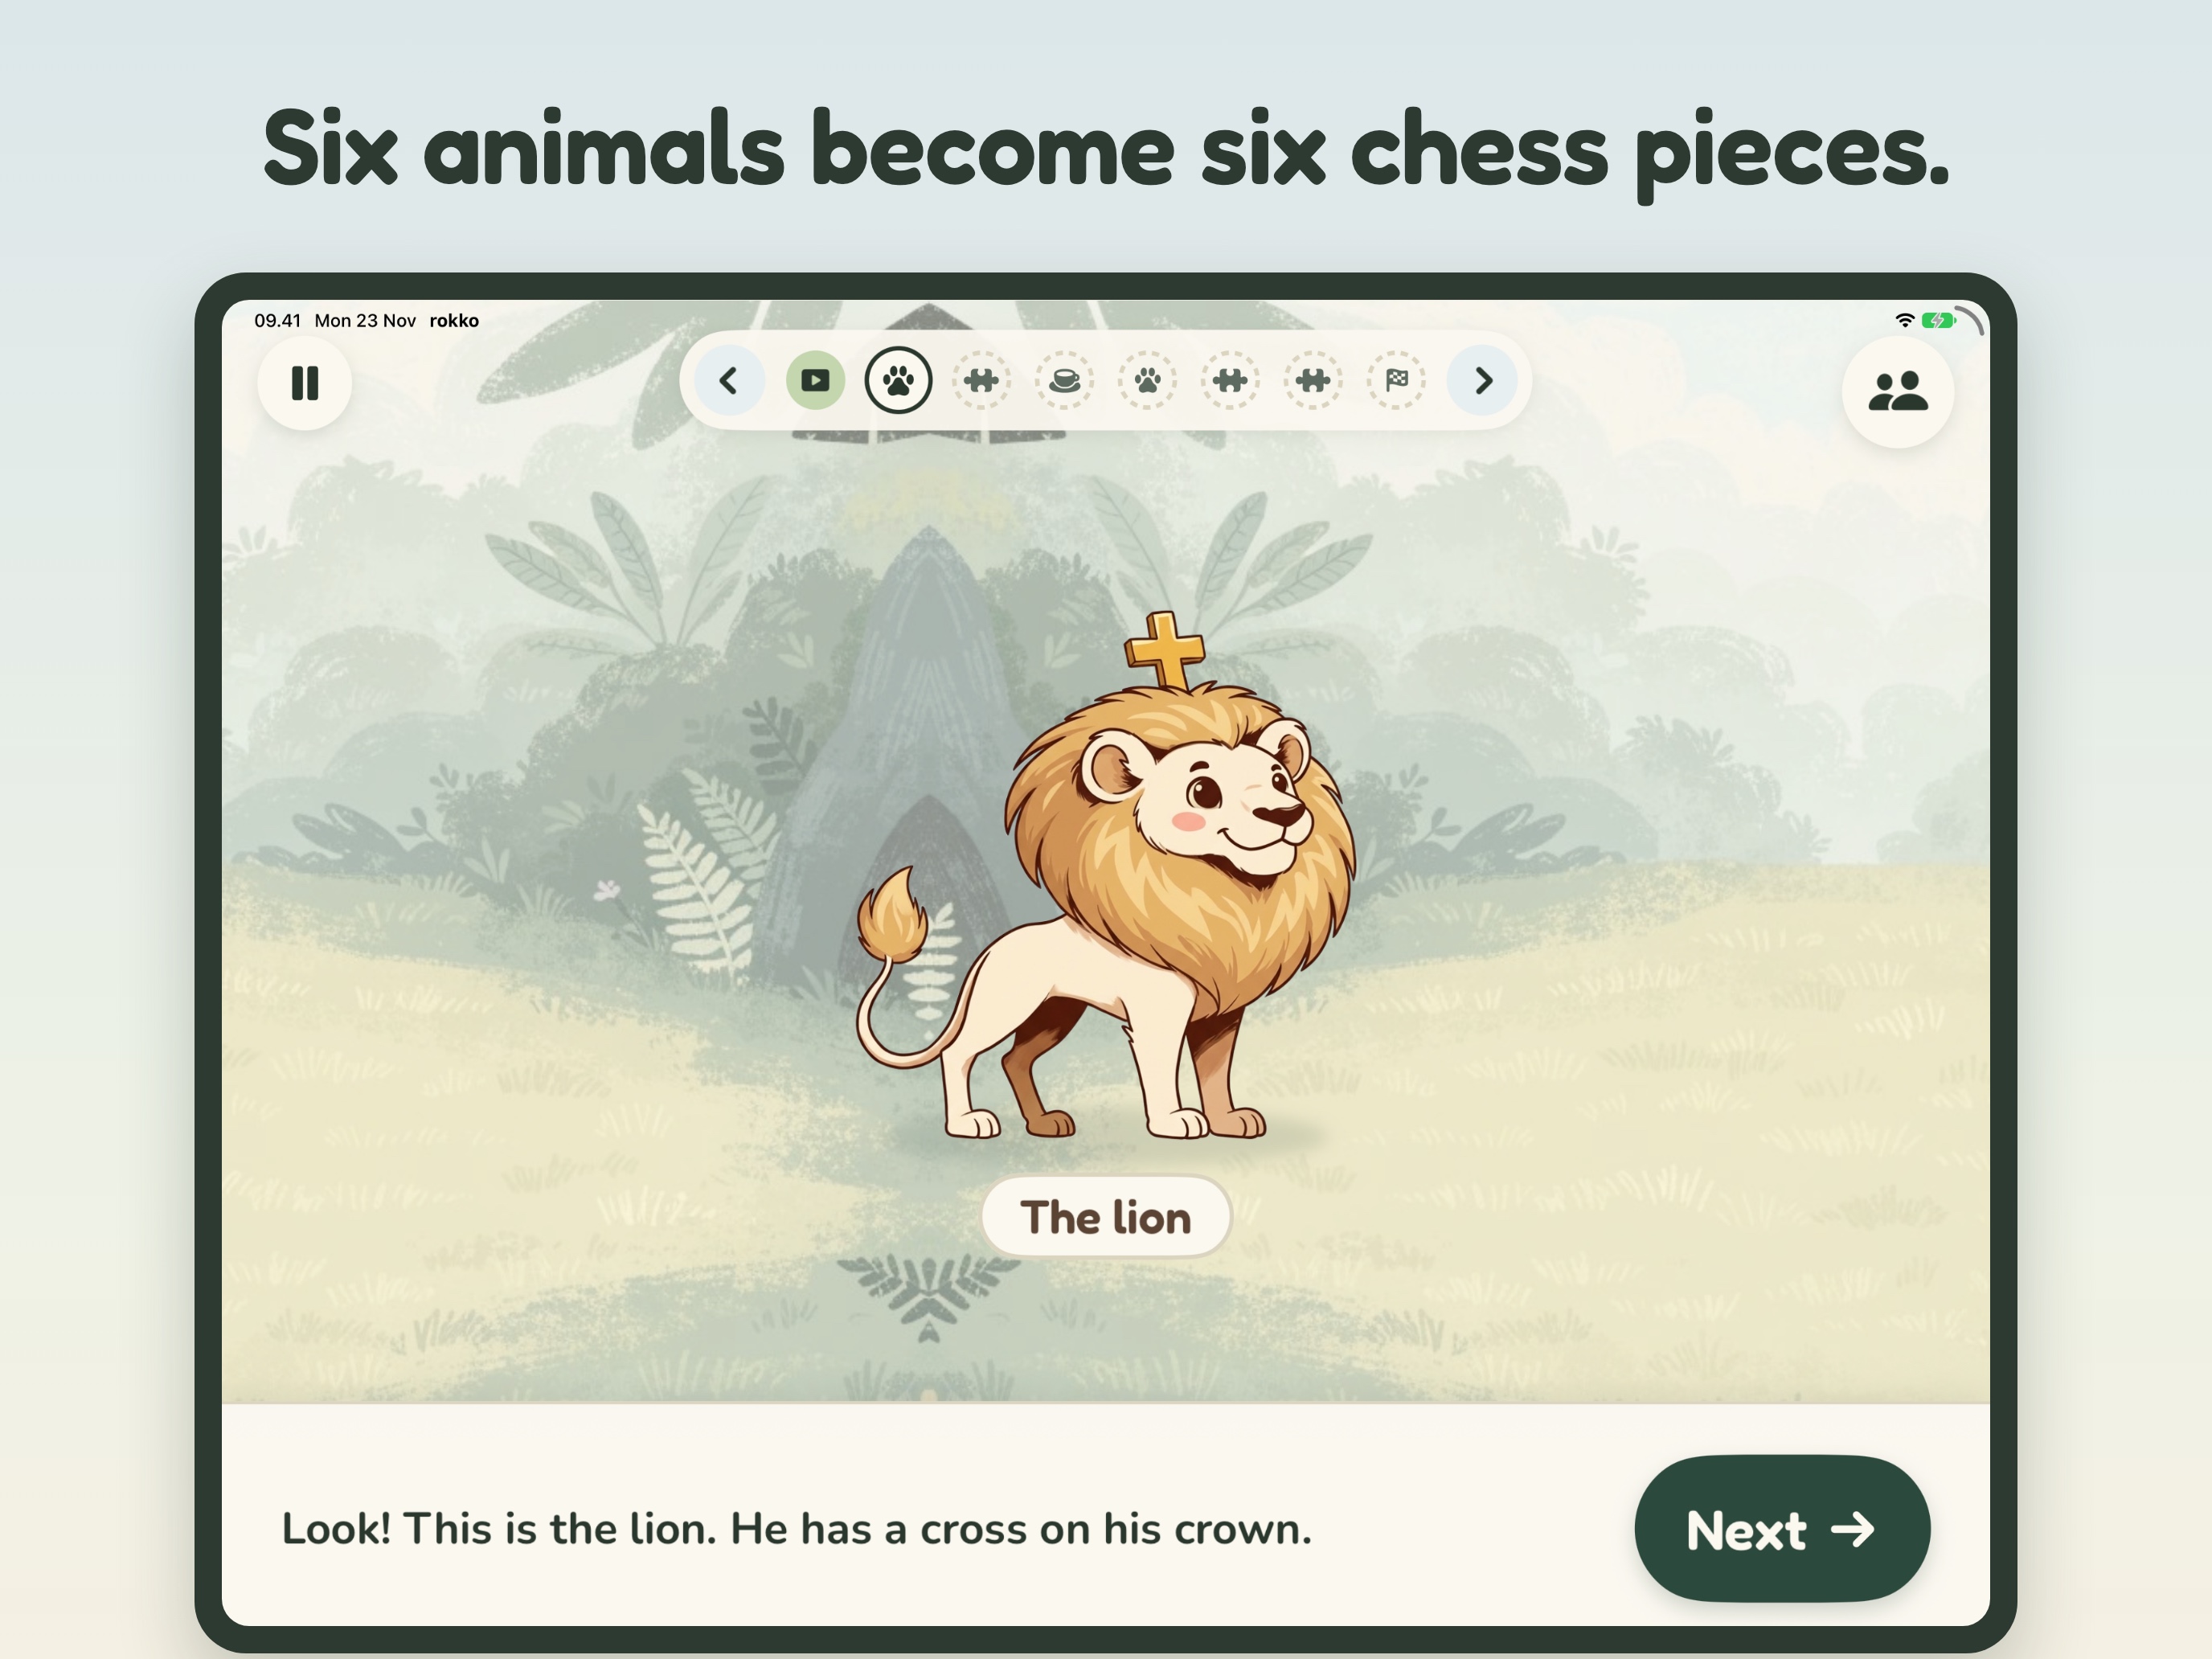 Six animals become six chess pieces.
09.41 Mon 23 Nov rokko
The lion
Look! This is the lion. He has a cross on his crown.
Next →